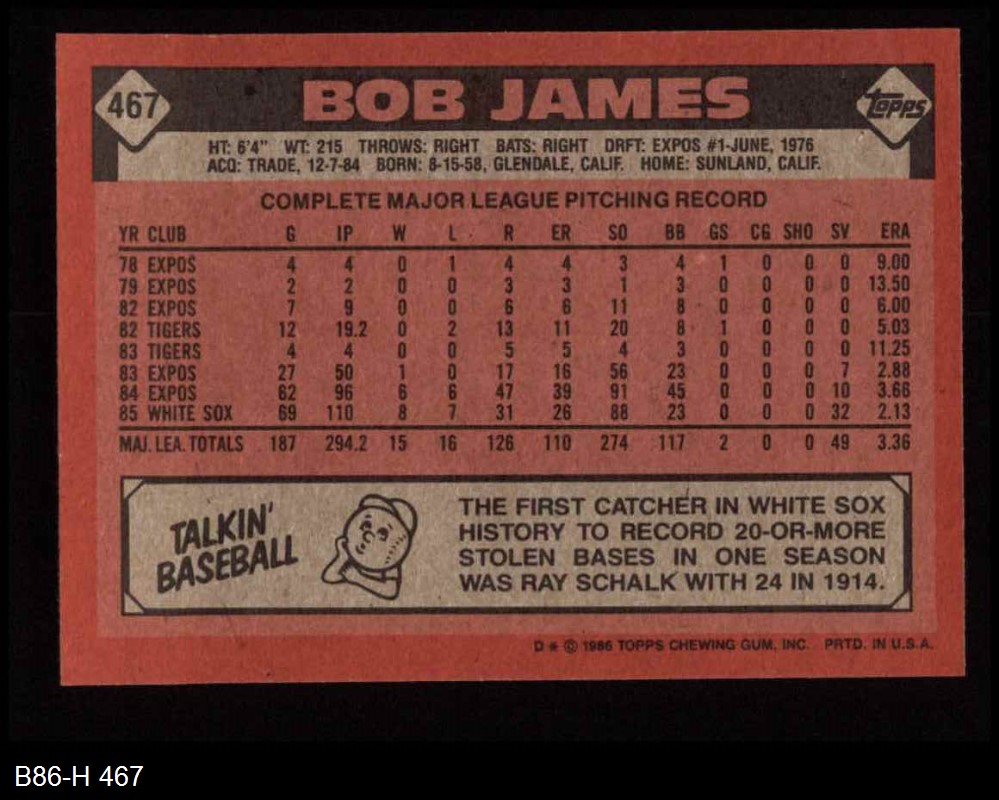 467 BOB JAMES TOPPS
HT: 6'4" WT: 215 THROWS: RIGHT BATS: RIGHT DRFT: EXPOS #1-JUNE, 1976
ACQ: TRADE, 12-7-84 BORN: 8-15-58, GLENDALE, CALIF. HOME: SUNLAND, CALIF.
COMPLETE MAJOR LEAGUE PITCHING RECORD
YR CLUB G IP W L R ER SO BB GS CG SHO SV ERA
78 EXPOS 4 4 0 1 4 4 3 4 1 0 0 0 9.00
79 EXPOS 2 2 0 0 3 3 1 3 0 0 0 0 13.50
82 EXPOS 7 9 0 0 6 6 11 8 0 0 0 0 6.00
82 TIGERS 12 19.2 0 2 13 11 20 8 1 0 0 0 5.03
83 TIGERS 4 4 0 0 5 5 4 3 0 0 0 0 11.25
83 EXPOS 27 50 1 0 17 16 56 23 0 0 0 7 2.88
84 EXPOS 62 96 6 6 47 39 91 45 0 0 0 10 3.66
85 WHITE SOX 69 110 8 7 31 26 88 23 0 0 0 32 2.13
MAJ. LEA. TOTALS 187 294.2 15 16 126 110 274 117 2 0 0 49 3.36
TALKIN'
BASEBALL
THE FIRST CATCHER IN WHITE SOX
HISTORY TO RECORD 20-OR-MORE
STOLEN BASES IN ONE SEASON
WAS RAY SCHALK WITH 24 IN 1914.
D * © 1986 TOPPS CHEWING GUM, INC. PRTD. IN U.S.A.
B86-H 467